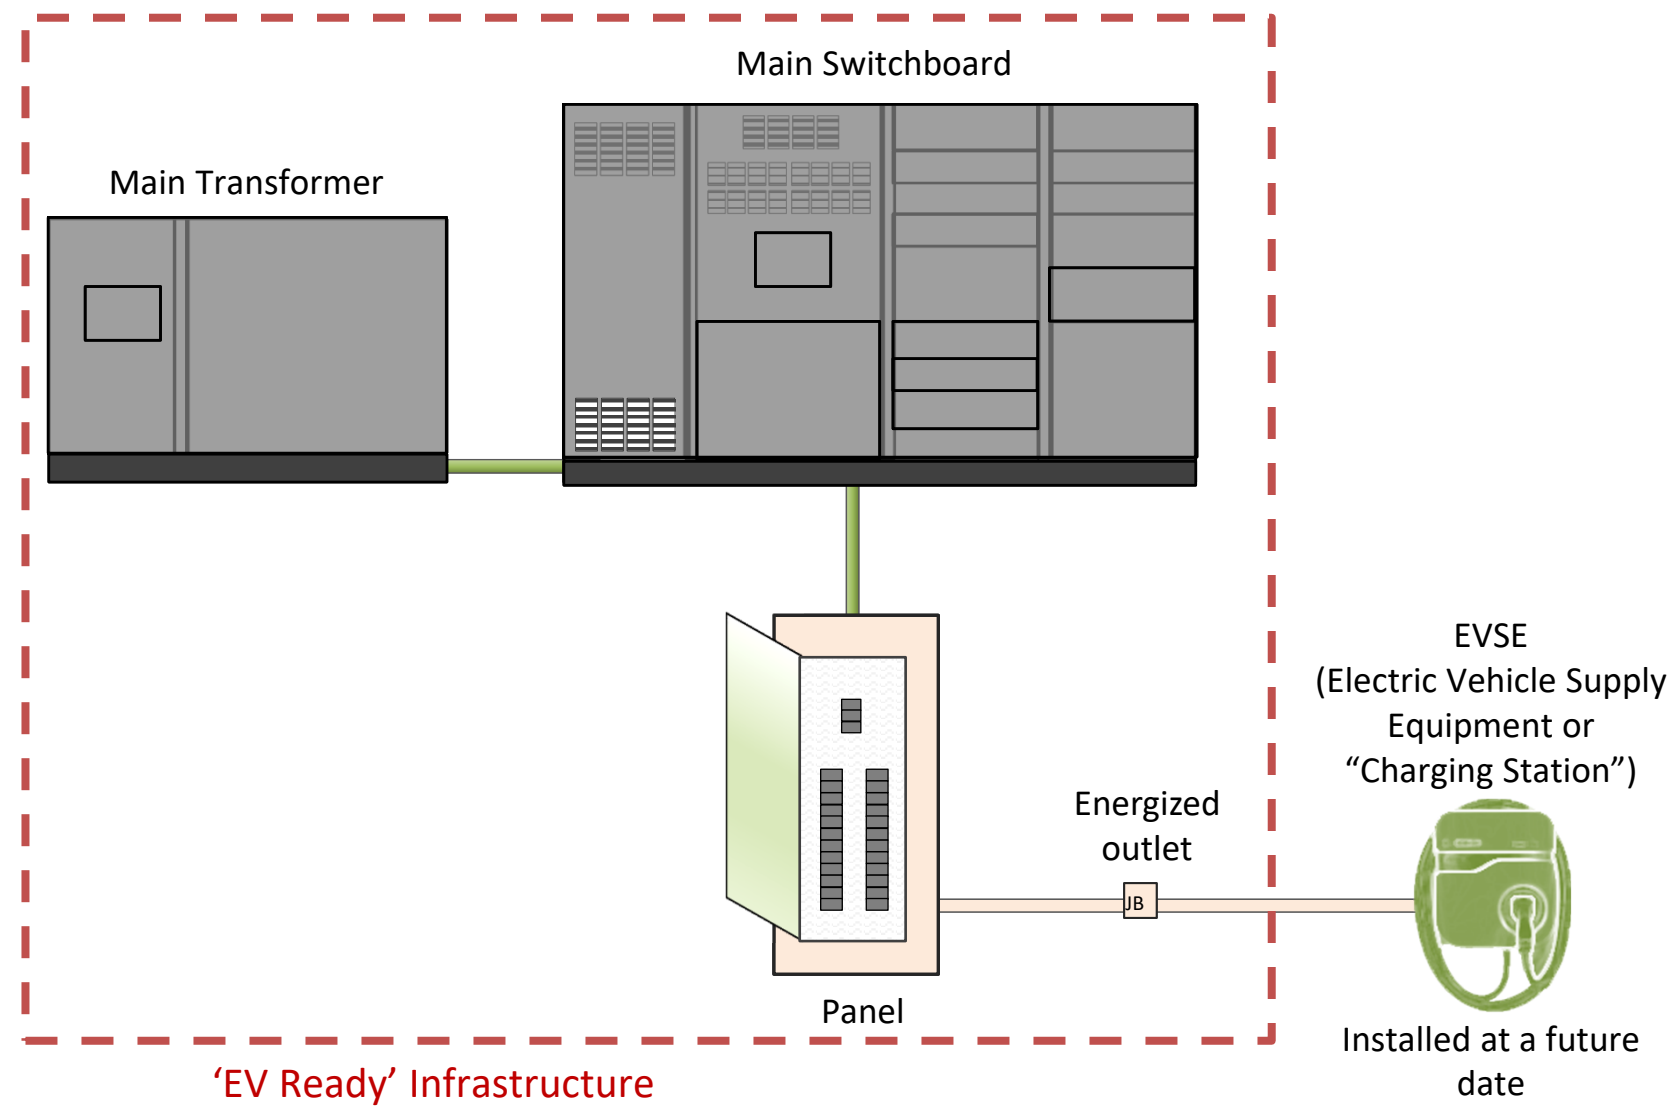 Main Switchboard
Main Transformer
EVSE
(Electric Vehicle Supply
Equipment or
“Charging Station”)
Energized
outlet
JB
Panel
Installed at a future
date
‘EV Ready’ Infrastructure